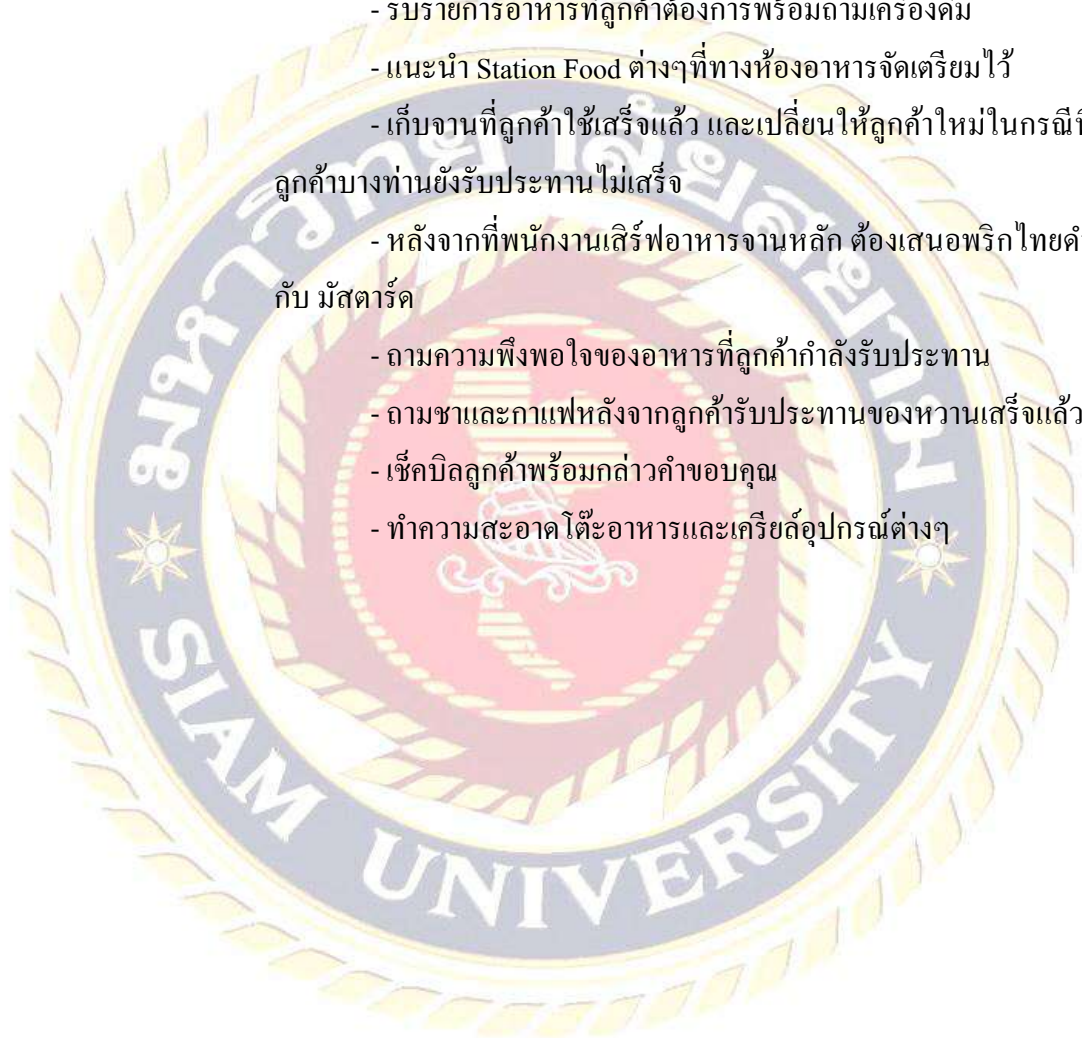 - รับรายการอาหารที่ลูกค้าต้องการพร้อมถามเครื่องดื่ม
- แนะนำ Station Food ต่างๆที่ทางห้องอาหารจัดเตรียมไว้
- เก็บจานที่ลูกค้าใช้เสร็จแล้ว และเปลี่ยนให้ลูกค้าใหม่ในกรณี
ลูกค้าบางท่านยังรับประทานไม่เสร็จ
- หลังจากที่พนักงานเสิร์ฟอาหารจานหลัก ต้องเสนอพริกไทย
กับ มัสตาร์ด
- ถามความพึงพอใจของอาหารที่ลูกค้ากำลังรับประทาน
- ถามชาและกาแฟหลังจากลูกค้ารับประทานของหวานเสร็จแล้ว
- เช็คบิลลูกค้าพร้อมกล่าวคำขอบคุณ
- ทำความสะอาดโต๊ะอาหารและเครียล์อุปกรณ์ต่างๆ
มหาวิทยาลัยสยาม
SIAM UNIVERSITY